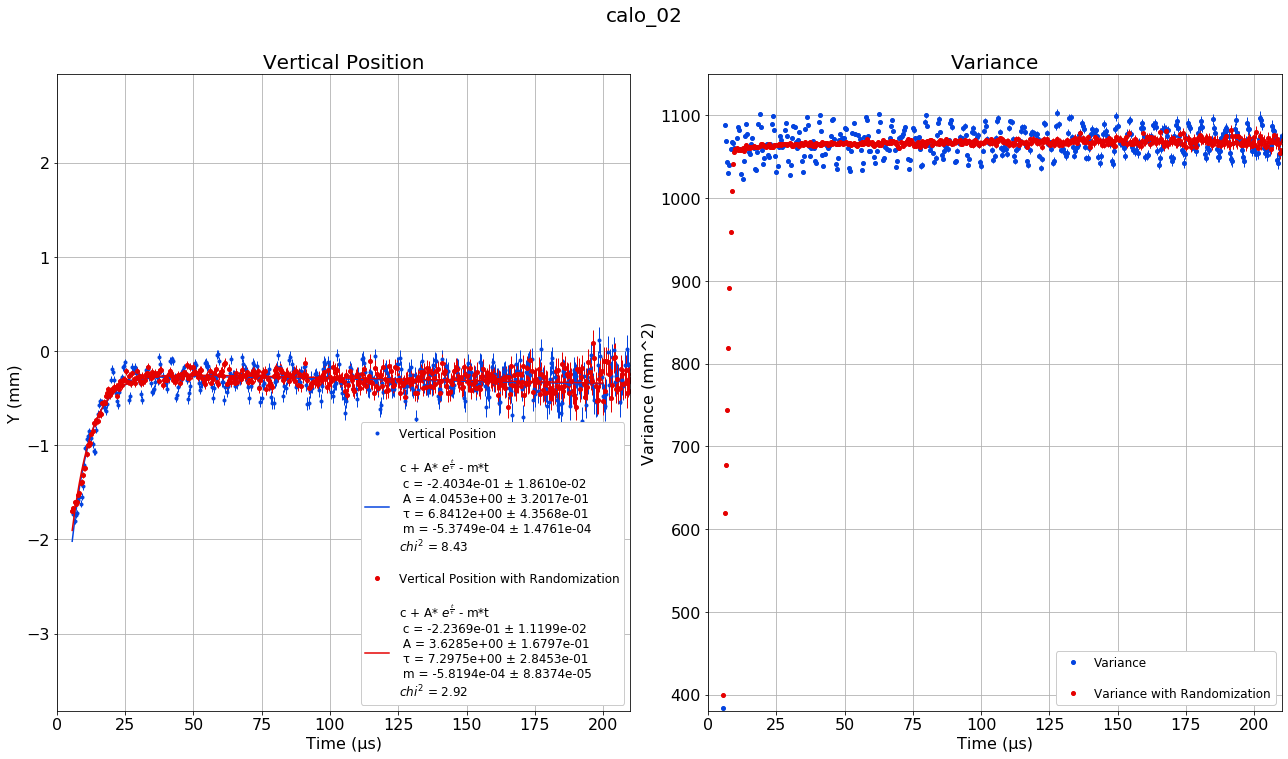 calo_02
Vertical Position
Y (mm)
2
1
0
−1
−2
−3
0 25 50 75 100 125 150 175 200
Time (μs)
Vertical Position
c + A* e^{t/τ} - m*t
c = -2.4034e-01 ± 1.8610e-02
A = 4.0453e+00 ± 3.2017e-01
τ = 6.8412e+00 ± 4.3568e-01
m = -5.3749e-04 ± 1.4761e-04
chi² = 8.43
Vertical Position with Randomization
c + A* e^{t/τ} - m*t
c = -2.2369e-01 ± 1.1199e-02
A = 3.6285e+00 ± 1.6797e-01
τ = 7.2975e+00 ± 2.8453e-01
m = -5.8194e-04 ± 8.8374e-05
chi² = 2.92
Variance
Variance (mm^2)
1100
1000
900
800
700
600
500
400
0 25 50 75 100 125 150 175 200
Time (μs)
Variance
Variance with Randomization